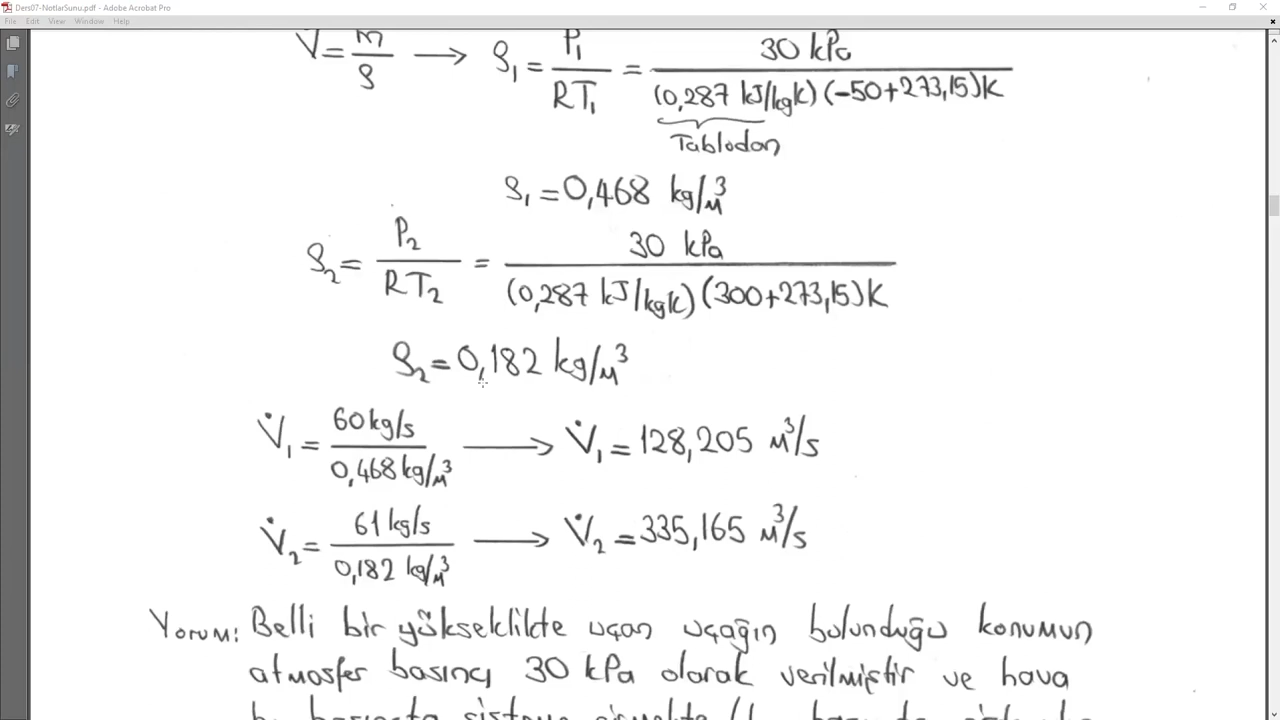 Ders07-NotlarSunu.pdf - Adobe Acrobat Pro
File Edit View Window Help
V̇ = ṁ/ρ → ρ₁ = P₁/RT₁ = 30 kPa/(0,287 kJ/kgK)(-50+273,15)K
Tablodan
ρ₁ = 0,468 kg/m³
ρ₂ = P₂/RT₂ = 30 kPa/(0,287 kJ/kgK)(300+273,15)K
ρ₂ = 0,182 kg/m³
V̇₁ = 60 kg/s/0,468 kg/m³ → V̇₁ = 128,205 m³/s
V̇₂ = 61 kg/s/0,182 kg/m³ → V̇₂ = 335,165 m³/s
Yorum: Belli bir yükseklikte uçan uçağın bulunduğu konumun
atmosfer basıncı 30 kPa olarak verilmiştir ve hava